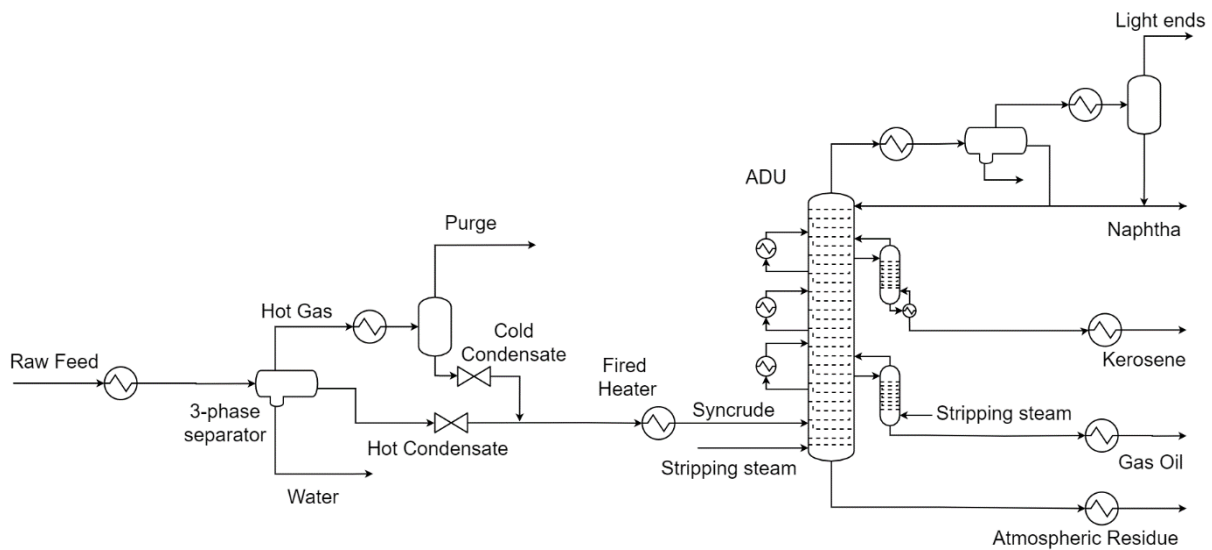 Light ends
ADU
Naphtha
Purge
Hot Gas
Cold
Condensate
Raw Feed
Fired
Heater
Kerosene
3-phase
separator
Syncrude
Stripping steam
Hot Condensate
Stripping steam
Gas Oil
Water
Atmospheric Residue